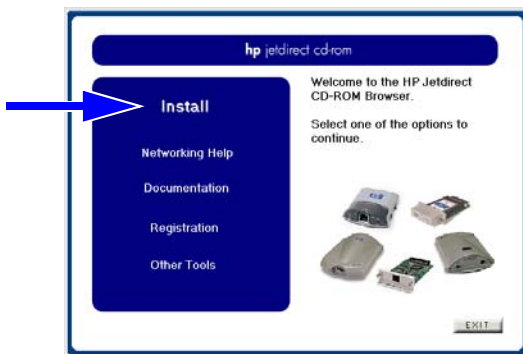 hp jetdirect cd-rom
Install
Networking Help
Documentation
Registration
Other Tools
Welcome to the HP Jetdirect
CD-ROM Browser.
Select one of the options to
continue.
EXIT